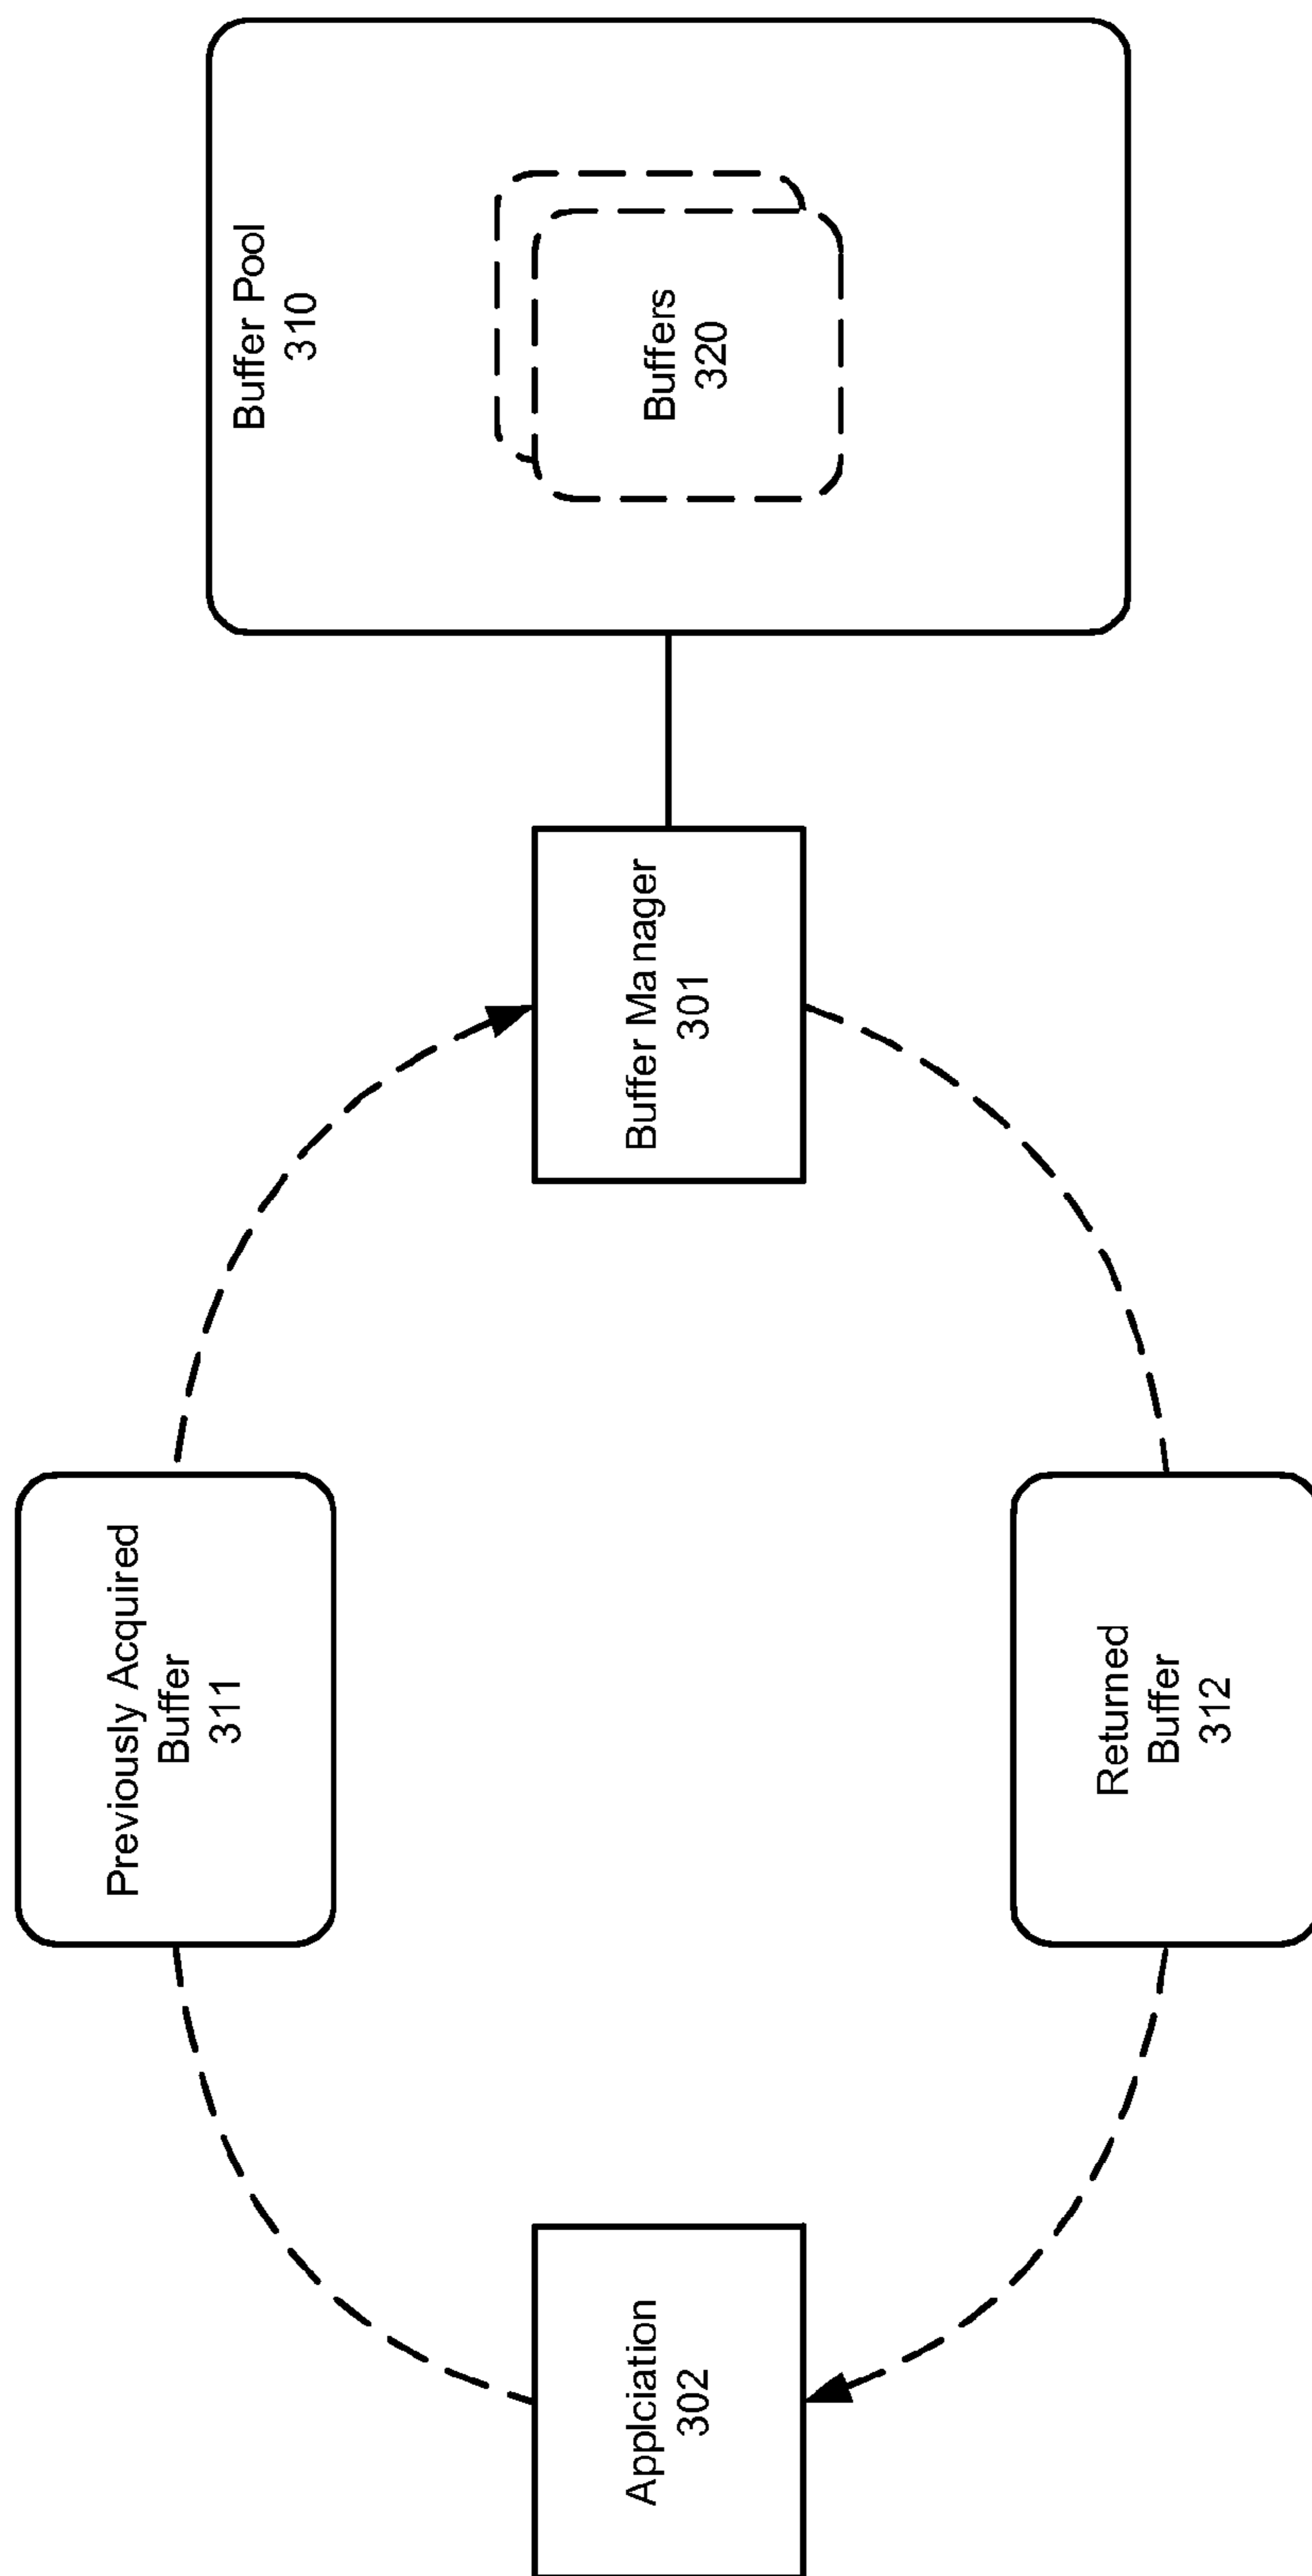 Previously Acquired
Buffer
311
Buffer Pool
310
Applciation
302
Buffer Manager
301
Buffers
320
Returned
Buffer
312